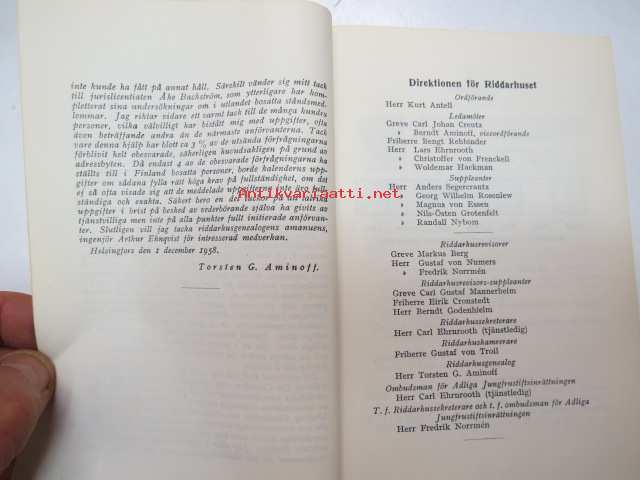 inte kunde ha fått på annat håll. Särskilt vänder sig mitt tack
till jurislicentiaten Åke Backström, som ytterligare har kom-
pletterat sina undersökningar om i utlandet bosatta ståndsmed-
lemmar. Jag riktar vidare ett varmt tack till de många hundra
personer, vilka välvilligt har bistått mig med uppgifter, ofta
även beträffande andra än de närmaste anförvanterna. Tack
vare denna hjälp har blott ca 3 % av de utsända förfrågningarna
förblivit helt obesvarade, säkerligen huvudsakligen på grund av
adressbyten. Då endast 4 av de obesvarade förfrågningarna ha
ställts till i Finland bosatta personer, borde kalenderns upp-
gifter om sådana fylla rätt höga krav på fullständighet, om det
ej så ofta visade sig att de meddelade uppgifterna inte äro full-
ständiga och exakta. Säkert bero en del luckor på att talrika
uppgifter i brist på besked av vederbörande själva ha givits av
tillmötesgående men inte på alla punkter fullt initierade anförvan-
ter. Slutligen vill jag tacka riddarhusgenealogens amanuens,
ingenjör Arthur Ehnqvist för intresserad medverkan.
Helsingfors den 1 december 1958.
Torsten G. Aminoff.
Direktionen för Riddarhuset
Ordförande
Herr Kurt Antell
Ledamöter
Greve Carl Johan Creutz
» Berndt Aminoff, viceordförande
Friherre Bengt Rehbinder
Herr Lars Ehrnrooth
» Christoffer von Frenckell
» Woldemar Hackman
Suppleanter
Herr Anders Segercrantz
» Georg Wilhelm Rosenlew
» Magnus von Essen
» Nils-Östen Grotenfelt
» Randall Nybom
Riddarhusrevisorer
Greve Markus Berg
Herr Gustaf von Numers
» Fredrik Norrmén
Riddarhusrevisors-suppleanter
Greve Carl Gustaf Mannerheim
Friherre Eirik Cronstedt
Herr Berndt Godenhielm
Riddarhussekreterare
Herr Carl Ehrnrooth (tjänstledig)
Riddarhuskamrerare
Friherre Gustaf von Troil
Riddarhusgenealog
Herr Torsten G. Aminoff
Ombudsman för Adliga Jungfrustiftsinrättningen
Herr Carl Ehrnrooth (tjänstledig)
T. f. Riddarhussekreterare och t. f. ombudsman för Adliga
Jungfrustiftsinrättningen
Herr Fredrik Norrmén
Antikvariaatti.net